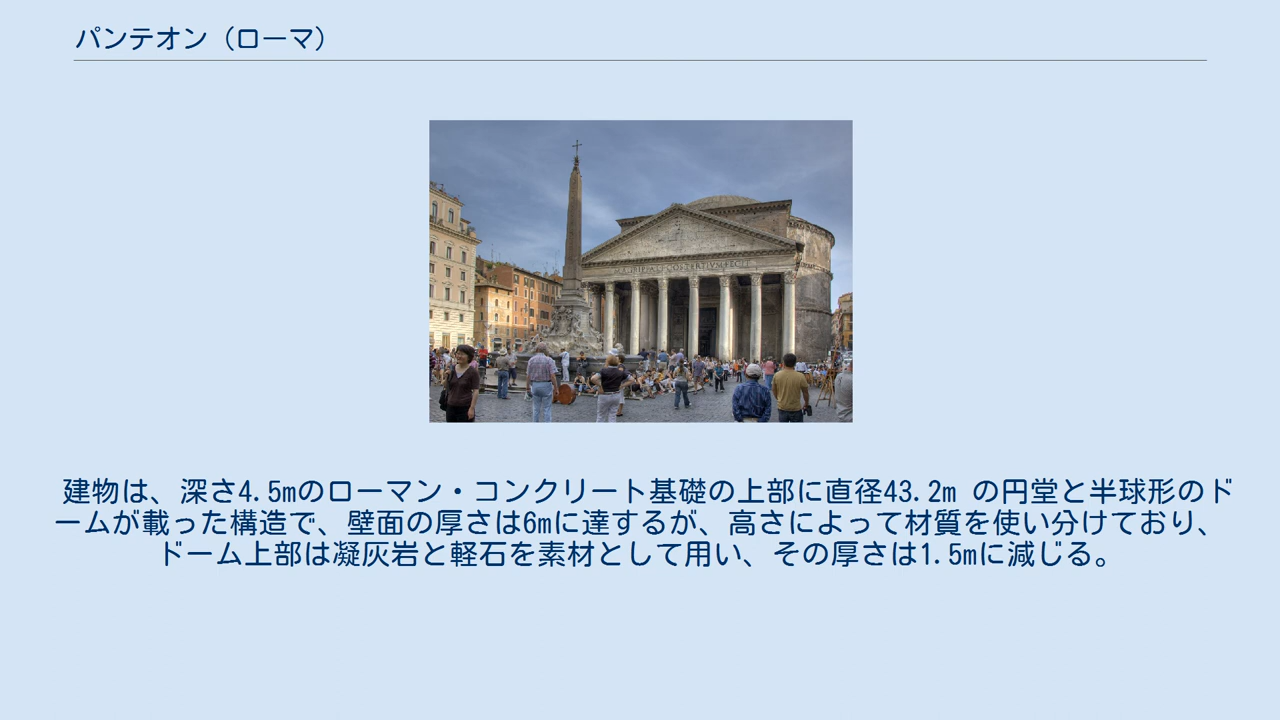 パンテオン（ローマ）
建物は、深さ4.5mのローマン・コンクリート基礎の上部に直径43.2m の円堂と半球形のド
ームが載った構造で、壁面の厚さは6mに達するが、高さによって材質を使い分けており、
ドーム上部は凝灰岩と軽石を素材として用い、その厚さは1.5mに減じる。